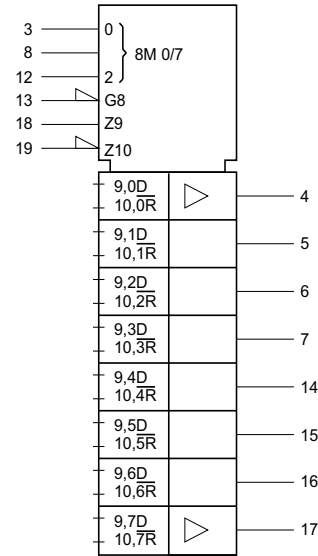 3 0
8 8M 0/7
12 2
13 G8
18 Z9
19 Z10
9,0D
10,0R 4
9,1D
10,1R 5
9,2D
10,2R 6
9,3D
10,3R 7
9,4D
10,4R 14
9,5D
10,5R 15
9,6D
10,6R 16
9,7D
10,7R 17